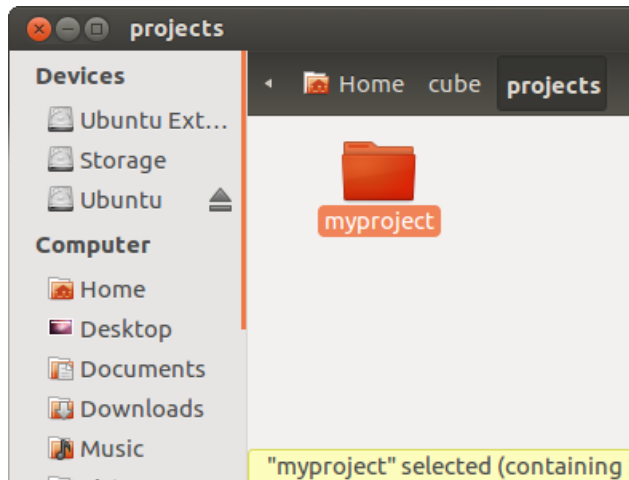 projects
Devices
Ubuntu Ext...
Storage
Ubuntu
Computer
Home
Desktop
Documents
Downloads
Music
Home cube projects
myproject
"myproject" selected (containing